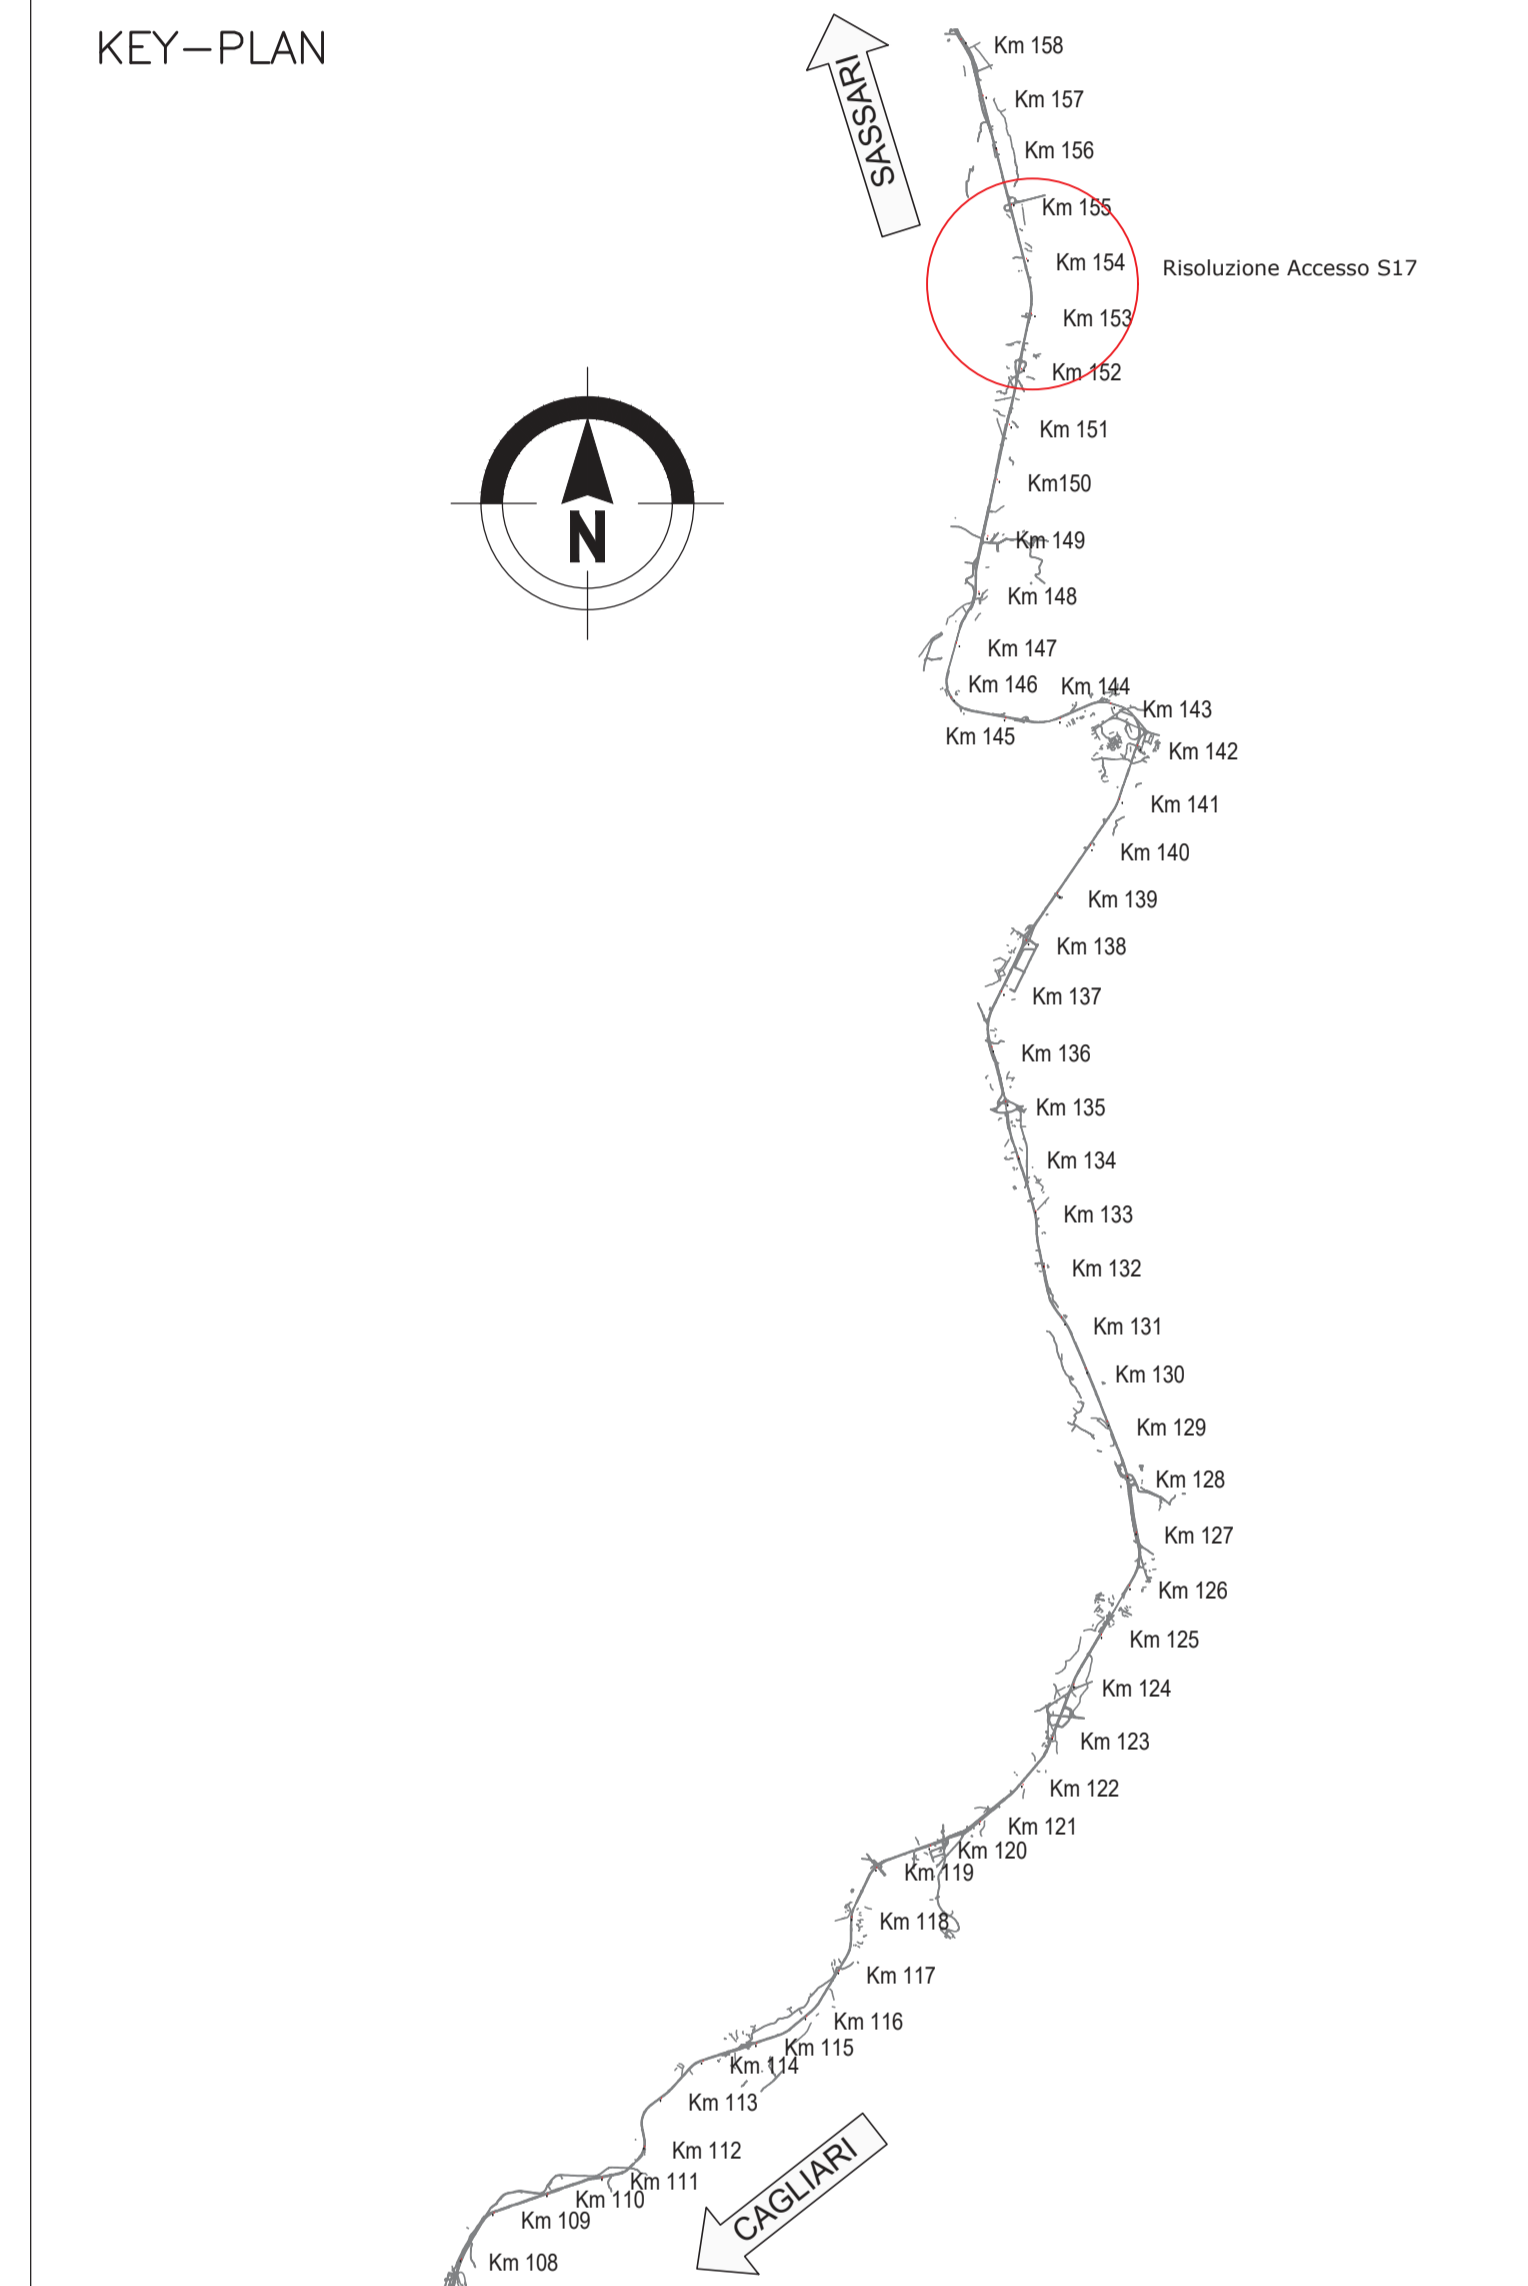 KEY-PLAN
SASSARI
Km 158
Km 157
Km 156
Km 155
Km 154
Risoluzione Accesso S17
Km 153
Km 152
Km 151
Km150
N
Km 149
Km 148
Km 147
Km 146
Km 144
Km 143
Km 145
Km 142
Km 141
Km 140
Km 139
Km 138
Km 137
Km 136
Km 135
Km 134
Km 133
Km 132
Km 131
Km 130
Km 129
Km 128
Km 127
Km 126
Km 125
Km 124
Km 123
Km 122
Km 121
Km 120
Km 119
Km 118
Km 117
Km 116
Km 115
Km 114
Km 113
Km 112
Km 111
Km 110
Km 109
Km 108
CAGLIARI